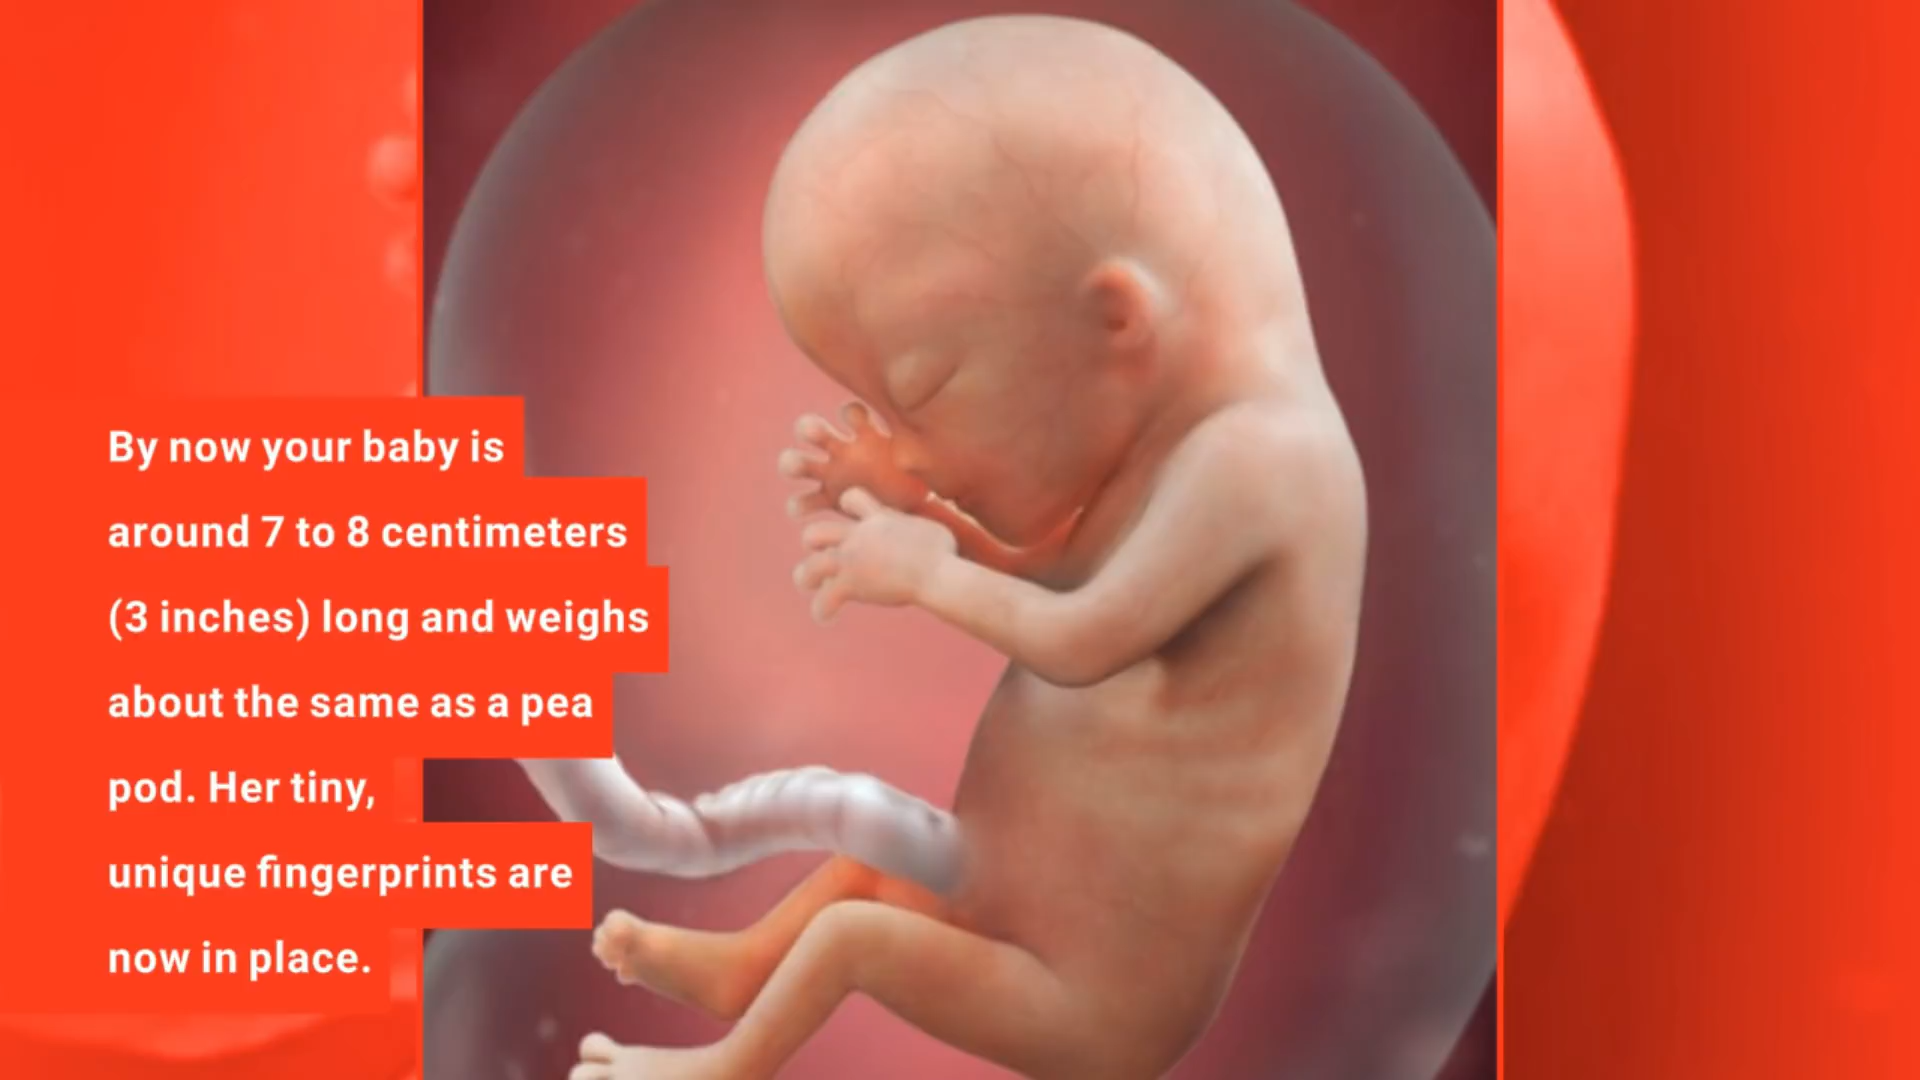 By now your baby is
around 7 to 8 centimeters
(3 inches) long and weighs
about the same as a pea
pod. Her tiny,
unique fingerprints are
now in place.